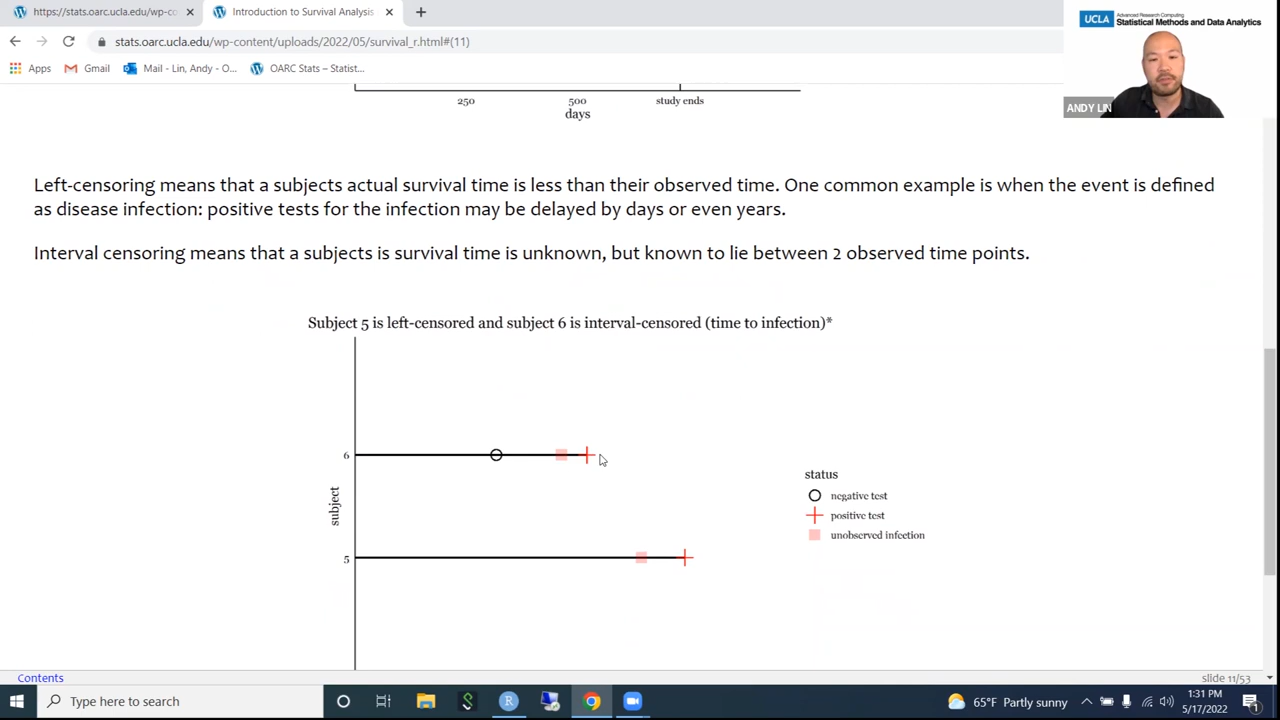 https://stats.oarc.ucla.edu/wp-co
Introduction to Survival Analysis
stats.oarc.ucla.edu/wp-content/uploads/2022/05/survival_r.html#(11)
Apps
Gmail
Mail - Lin, Andy - O...
OARC Stats – Statist...
UCLA
Advanced Research Computing
Statistical Methods and Data Analytics
ANDY LIN
250
500
study ends
days
Left-censoring means that a subjects actual survival time is less than their observed time. One common example is when the event is defined
as disease infection: positive tests for the infection may be delayed by days or even years.
Interval censoring means that a subjects is survival time is unknown, but known to lie between 2 observed time points.
Subject 5 is left-censored and subject 6 is interval-censored (time to infection)*
6
5
subject
status
negative test
positive test
unobserved infection
Contents
slide 11/53
Type here to search
65°F Partly sunny
1:31 PM
5/17/2022